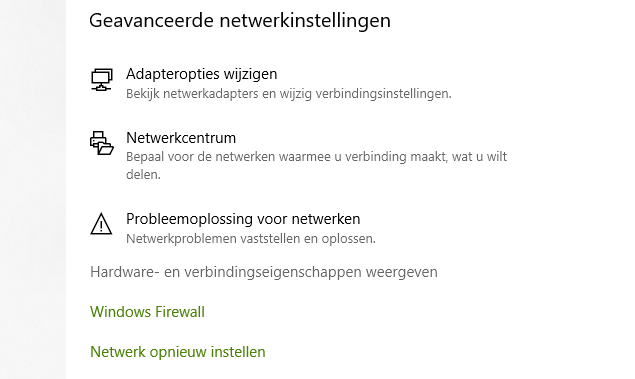 Geavanceerde netwerkinstellingen
Adapteropties wijzigen
Bekijk netwerkadapters en wijzig verbindingsinstellingen.
Netwerkcentrum
Bepaal voor de netwerken waarmee u verbinding maakt, wat u wilt
delen.
Probleemoplossing voor netwerken
Netwerkproblemen vaststellen en oplossen.
Hardware- en verbindingseigenschappen weergeven
Windows Firewall
Netwerk opnieuw instellen